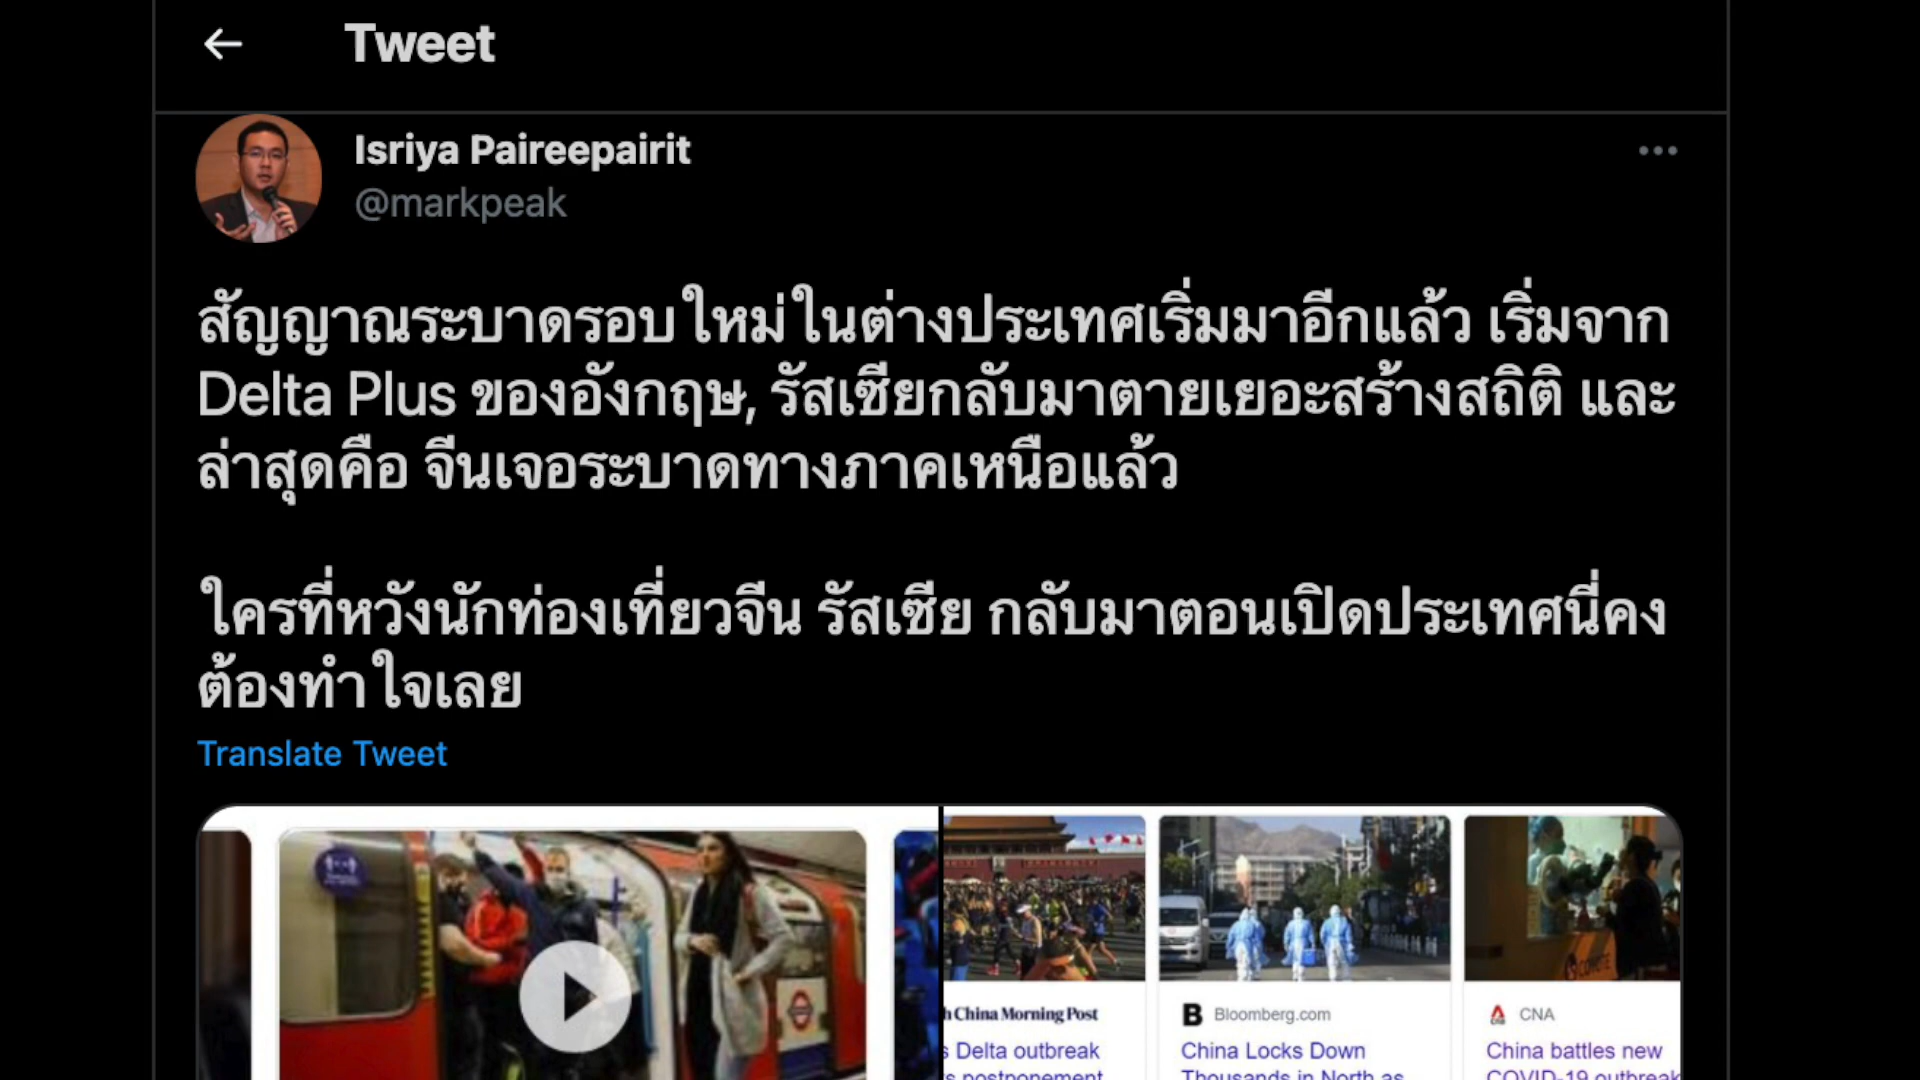 Tweet
Isriya Paireepairit
@markpeak
สัญญาณระบาดรอบใหม่ในต่างประเทศเริ่มมาอีกแล้ว เริ่มจาก
Delta Plus ของอังกฤษ, รัสเซียกลับมาตายเยอะสร้างสถิติ และ
ล่าสุดคือ จีนเจอระบาดทางภาคเหนือแล้ว
ใครที่หวังนักท่องเที่ยวจีน รัสเซีย กลับมาตอนเปิดประเทศนี่คง
ต้องทำใจเลย
Translate Tweet
China Morning Post
Delta outbreak
postponement
Bloomberg.com
China Locks Down
Thousands in North as
CNA
China battles new
COVID-19 outbreak